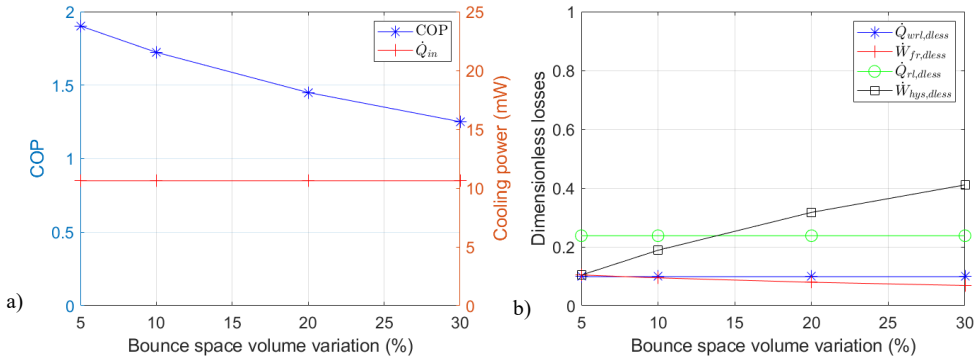 2
1.5
1
0.5
0
COP
25
20
15
10
5
0
Cooling power (mW)
COP
Q̇in
5 10 15 20 25 30
Bounce space volume variation (%)
a)
1
0.8
0.6
0.4
0.2
0
Dimensionless losses
Q̇wrl,dless
Ẇfr,dless
Q̇rl,dless
Ẇhys,dless
5 10 15 20 25 30
Bounce space volume variation (%)
b)